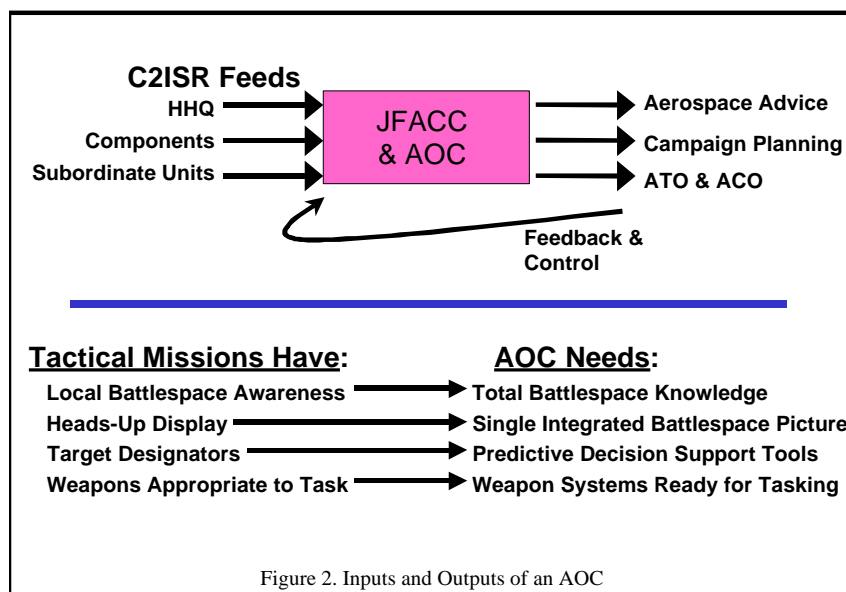 C2ISR Feeds
HHQ
Components
Subordinate Units
JFACC
& AOC
Aerospace Advice
Campaign Planning
ATO & ACO
Feedback &
Control
Tactical Missions Have:
AOC Needs:
Local Battlespace Awareness
Total Battlespace Knowledge
Heads-Up Display
Single Integrated Battlespace Picture
Target Designators
Predictive Decision Support Tools
Weapons Appropriate to Task
Weapon Systems Ready for Tasking
Figure 2. Inputs and Outputs of an AOC